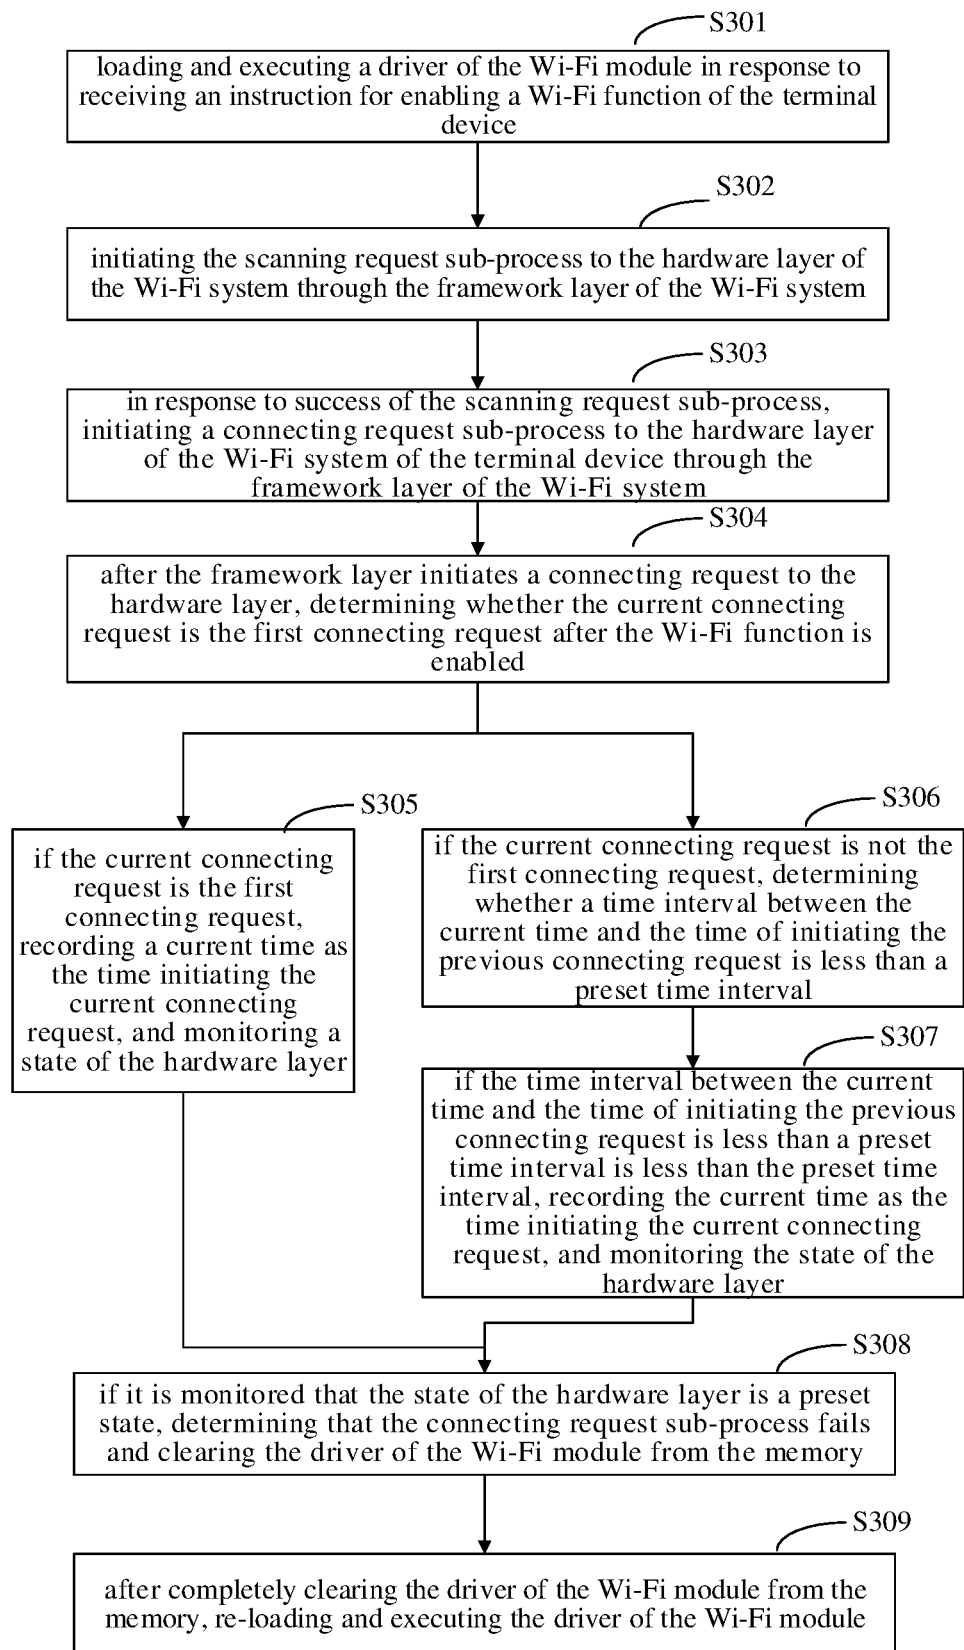 S301
loading and executing a driver of the Wi-Fi module in response to
receiving an instruction for enabling a Wi-Fi function of the terminal
device
S302
initiating the scanning request sub-process to the hardware layer of
the Wi-Fi system through the framework layer of the Wi-Fi system
S303
in response to success of the scanning request sub-process,
initiating a connecting request sub-process to the hardware layer
of the Wi-Fi system of the terminal device through the
framework layer of the Wi-Fi system
S304
after the framework layer initiates a connecting request to the
hardware layer, determining whether the current connecting
request is the first connecting request after the Wi-Fi function is
enabled
S305
if the current connecting
request is the first
connecting request,
recording a current time as
the time initiating the
current connecting
request, and monitoring a
state of the hardware layer
S306
if the current connecting request is not the
first connecting request, determining
whether a time interval between the
current time and the time of initiating the
previous connecting request is less than a
preset time interval
S307
if the time interval between the current
time and the time of initiating the previous
connecting request is less than a preset
time interval is less than the preset time
interval, recording the current time as the
time initiating the current connecting
request, and monitoring the state of the
hardware layer
S308
if it is monitored that the state of the hardware layer is a preset
state, determining that the connecting request sub-process fails
and clearing the driver of the Wi-Fi module from the memory
S309
after completely clearing the driver of the Wi-Fi module from the
memory, re-loading and executing the driver of the Wi-Fi module